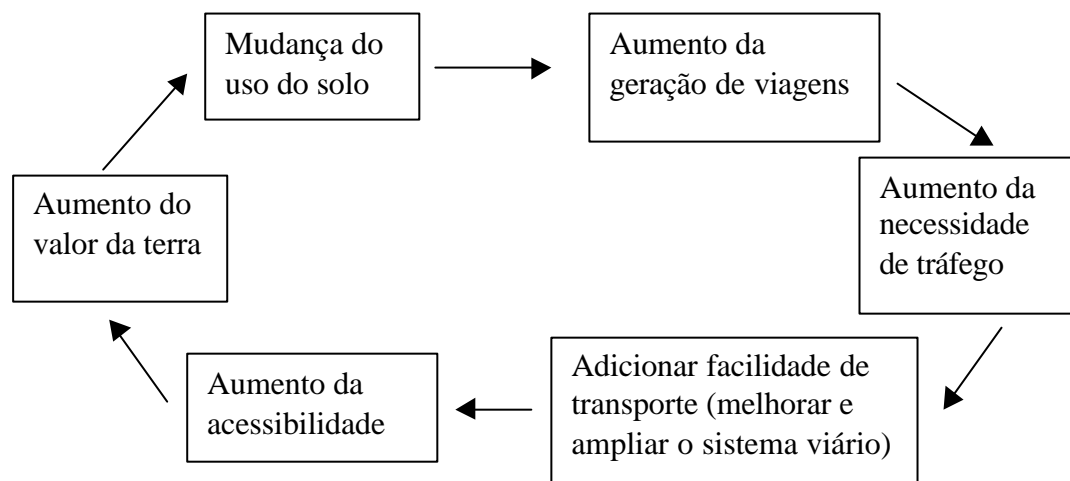 Mudança do
uso do solo
Aumento da
geração de viagens
Aumento da
necessidade
de tráfego
Adicionar facilidade de
transporte (melhorar e
ampliar o sistema viário)
Aumento da
acessibilidade
Aumento do
valor da terra